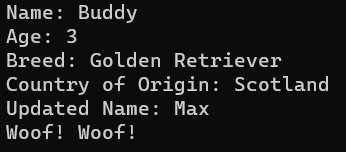 Name: Buddy
Age: 3
Breed: Golden Retriever
Country of Origin: Scotland
Updated Name: Max
Woof! Woof!